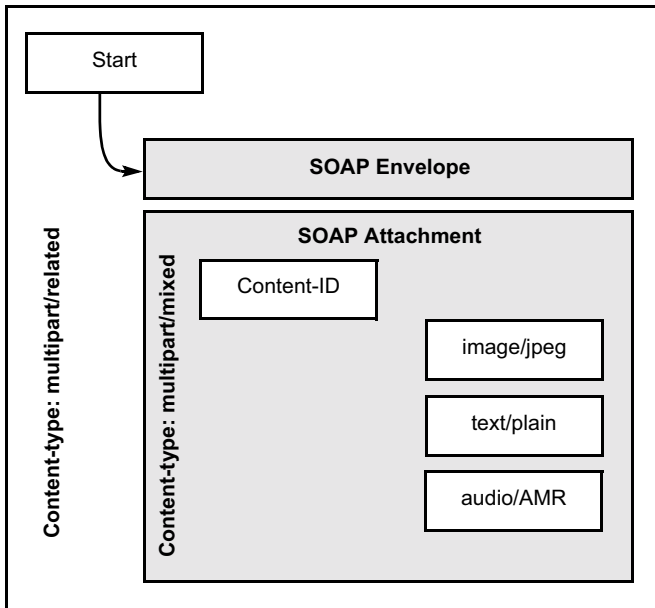 Start
SOAP Envelope
SOAP Attachment
Content-type: multipart/related
Content-type: multipart/mixed
Content-ID
image/jpeg
text/plain
audio/AMR